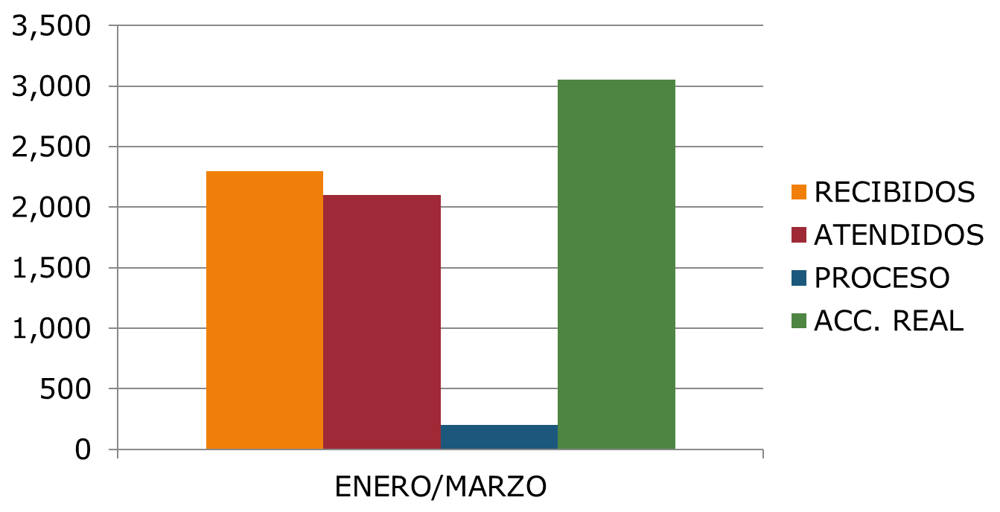 3,500
3,000
2,500
2,000
1,500
1,000
500
0
ENERO/MARZO
RECIBIDOS
ATENDIDOS
PROCESO
ACC. REAL